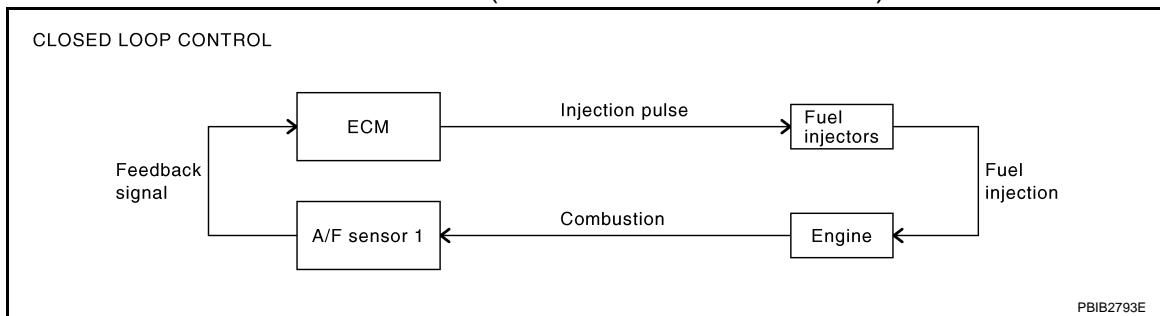 CLOSED LOOP CONTROL
ECM
Injection pulse
Fuel
injectors
Feedback
signal
Fuel
injection
A/F sensor 1
Combustion
Engine
PBIB2793E